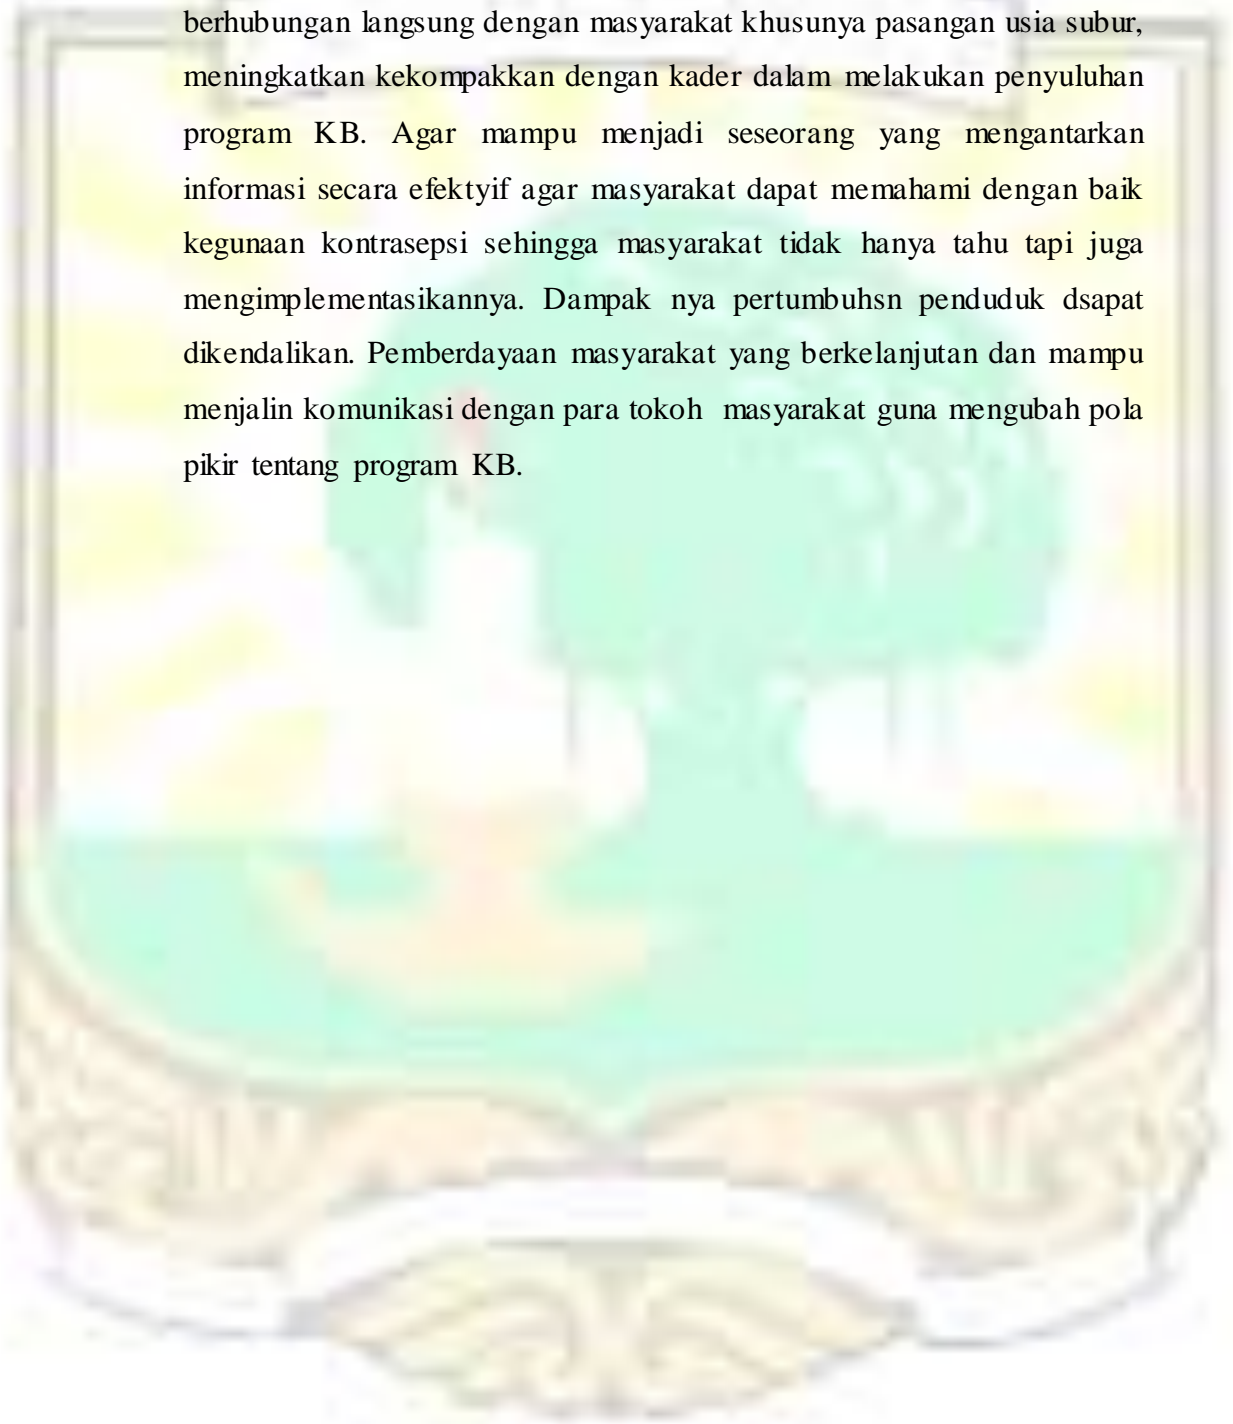 berhubungan langsung dengan masyarakat khusunya pasangan usia subur,
meningkatkan kekompakkan dengan kader dalam melakukan penyuluhan
program KB. Agar mampu menjadi seseorang yang mengantarkan
informasi secara efektyif agar masyarakat dapat memahami dengan baik
kegunaan kontrasepsi sehingga masyarakat tidak hanya tahu tapi juga
mengimplementasikannya. Dampak nya pertumbuhsn penduduk dsapat
dikendalikan. Pemberdayaan masyarakat yang berkelanjutan dan mampu
menjalin komunikasi dengan para tokoh masyarakat guna mengubah pola
pikir tentang program KB.